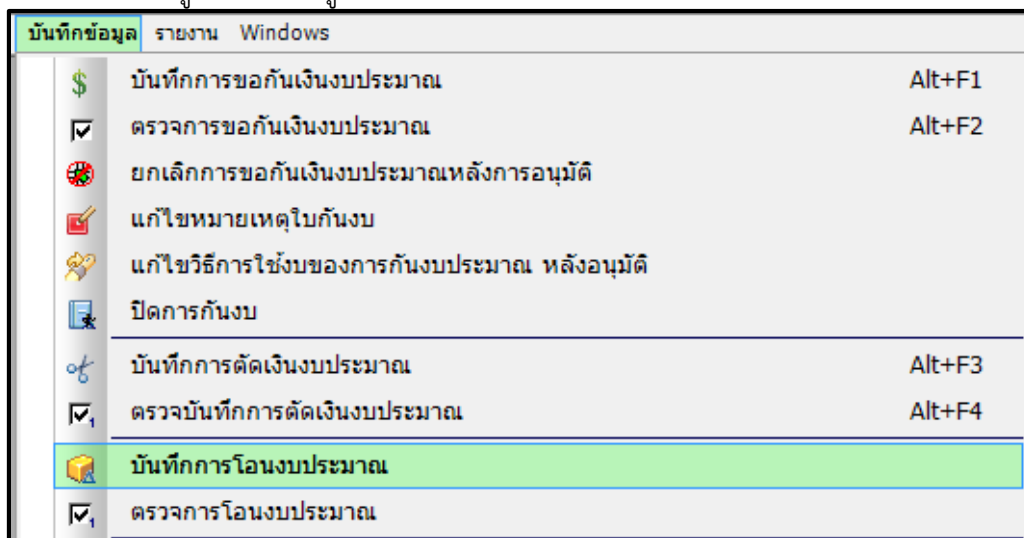 บันทึกข้อมูล รายงาน Windows
บันทึกการขอกันเงินงบประมาณ Alt+F1
ตรวจการขอกันเงินงบประมาณ Alt+F2
ยกเลิกการขอกันเงินงบประมาณหลังการอนุมัติ
แก้ไขหมายเหตุใบกันงบ
แก้ไขวิธีการใช้งบของการกันงบประมาณ หลังอนุมัติ
ปิดการกันงบ
บันทึกการตัดเงินงบประมาณ Alt+F3
ตรวจบันทึกการตัดเงินงบประมาณ Alt+F4
บันทึกการโอนงบประมาณ
ตรวจการโอนงบประมาณ